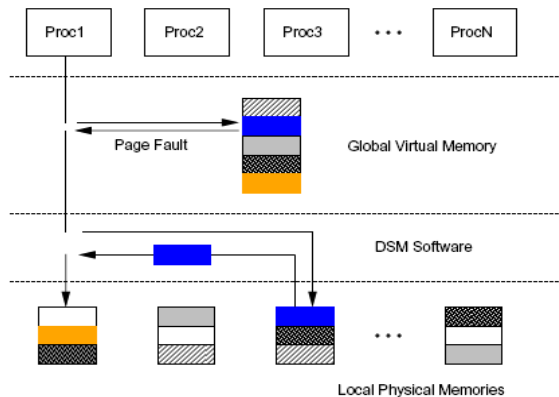 Proc1 Proc2 Proc3 ••• ProcN
Page Fault
Global Virtual Memory
DSM Software
•••
Local Physical Memories